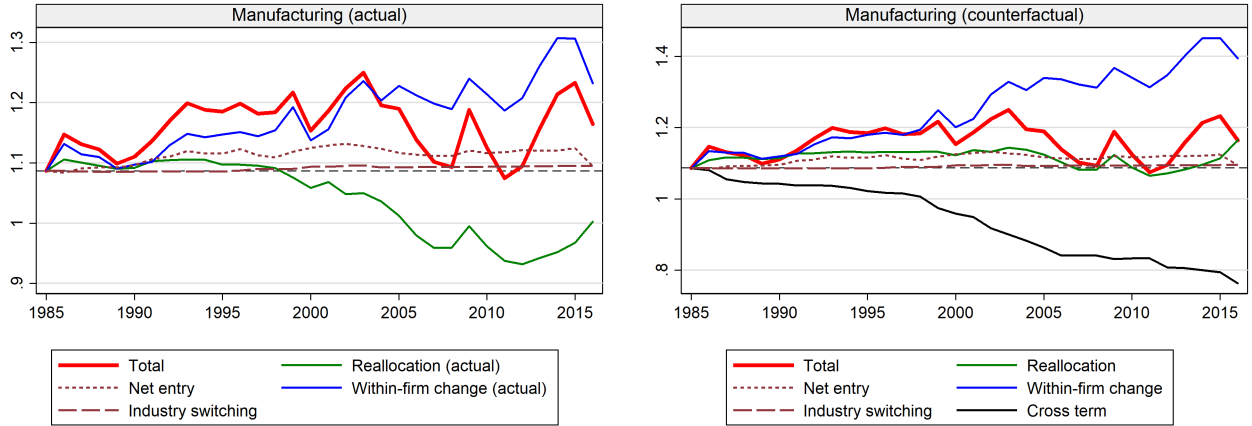 Manufacturing (actual)
1.3
1.2
1.1
1
.9
1985 1990 1995 2000 2005 2010 2015
Total Reallocation (actual)
Net entry Within-firm change (actual)
Industry switching
Manufacturing (counterfactual)
1.4
1.2
1
.8
1985 1990 1995 2000 2005 2010 2015
Total Reallocation
Net entry Within-firm change
Industry switching Cross term